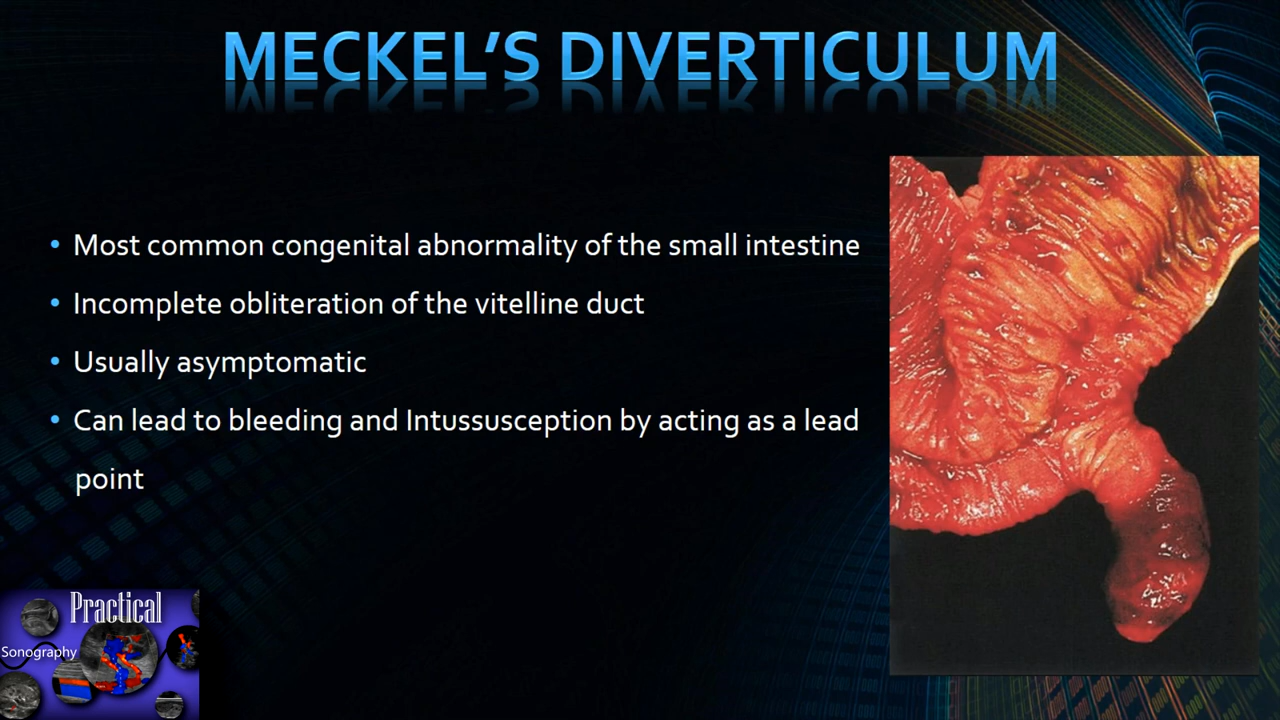 MECKEL’S DIVERTICULUM
• Most common congenital abnormality of the small intestine
• Incomplete obliteration of the vitelline duct
• Usually asymptomatic
• Can lead to bleeding and Intussusception by acting as a lead
point
Practical
Sonography